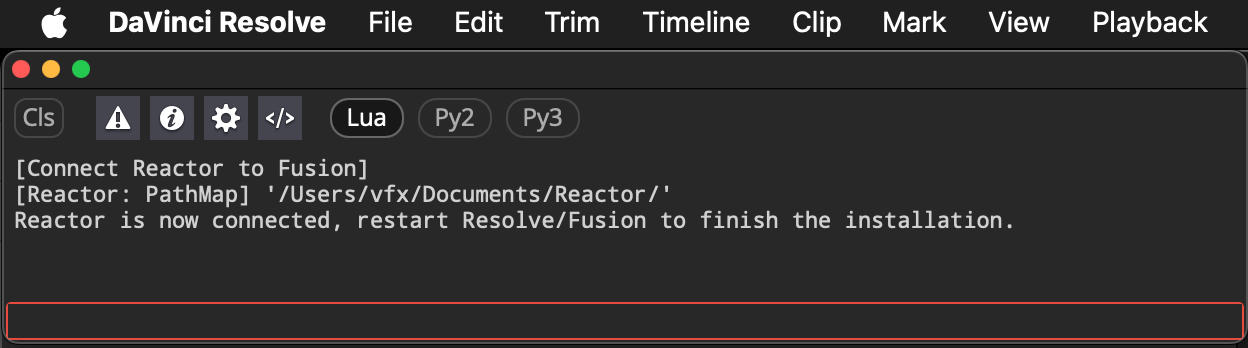 DaVinci Resolve File Edit Trim Timeline Clip Mark View Playback
Cls </> Lua Py2 Py3
[Connect Reactor to Fusion]
[Reactor: PathMap] '/Users/vfx/Documents/Reactor/'
Reactor is now connected, restart Resolve/Fusion to finish the installation.